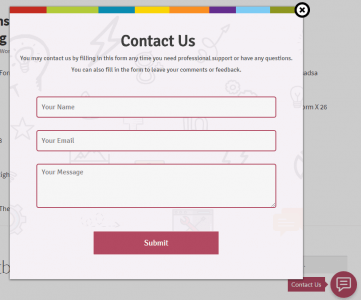 Contact Us
You may contact us by filling in this form any time you need professional support or have any questions.
You can also fill in the form to leave your comments or feedback.
Your Name
Your Email
Your Message
Submit
Contact Us